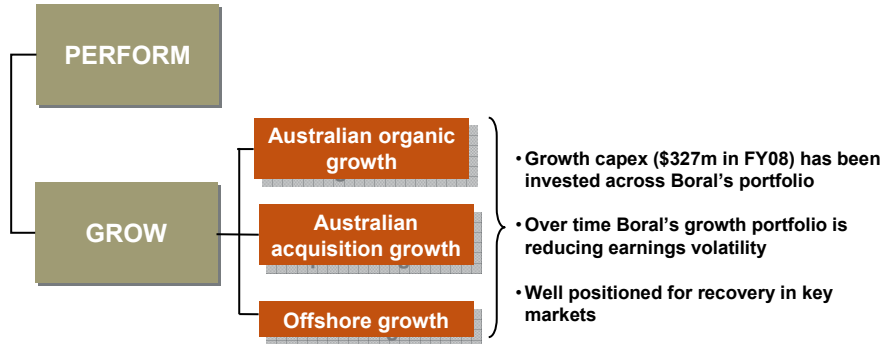 PERFORM
GROW
Australian organic
growth
Australian
acquisition growth
Offshore growth
• Growth capex ($327m in FY08) has been
invested across Boral's portfolio
• Over time Boral's growth portfolio is
reducing earnings volatility
• Well positioned for recovery in key
markets